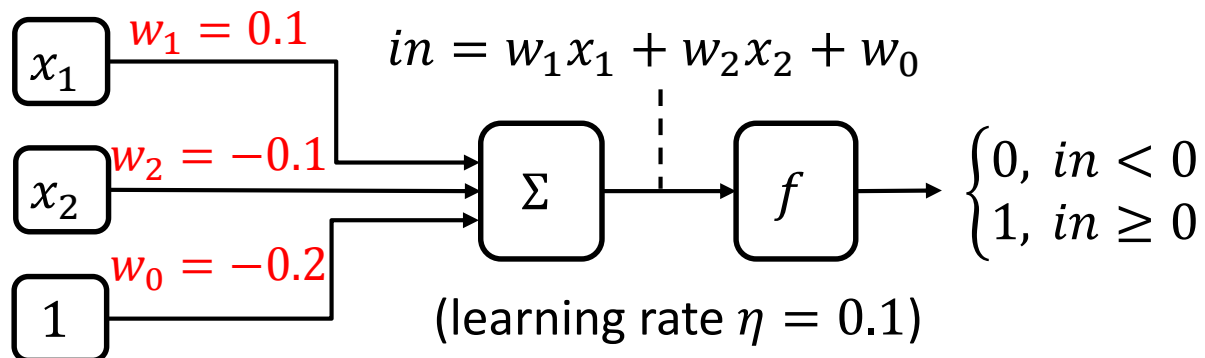 w₁ = 0.1
in = w₁x₁ + w₂x₂ + w₀
x₁
w₂ = −0.1
x₂
Σ
f
0, in < 0
1, in ≥ 0
w₀ = −0.2
1
(learning rate η = 0.1)